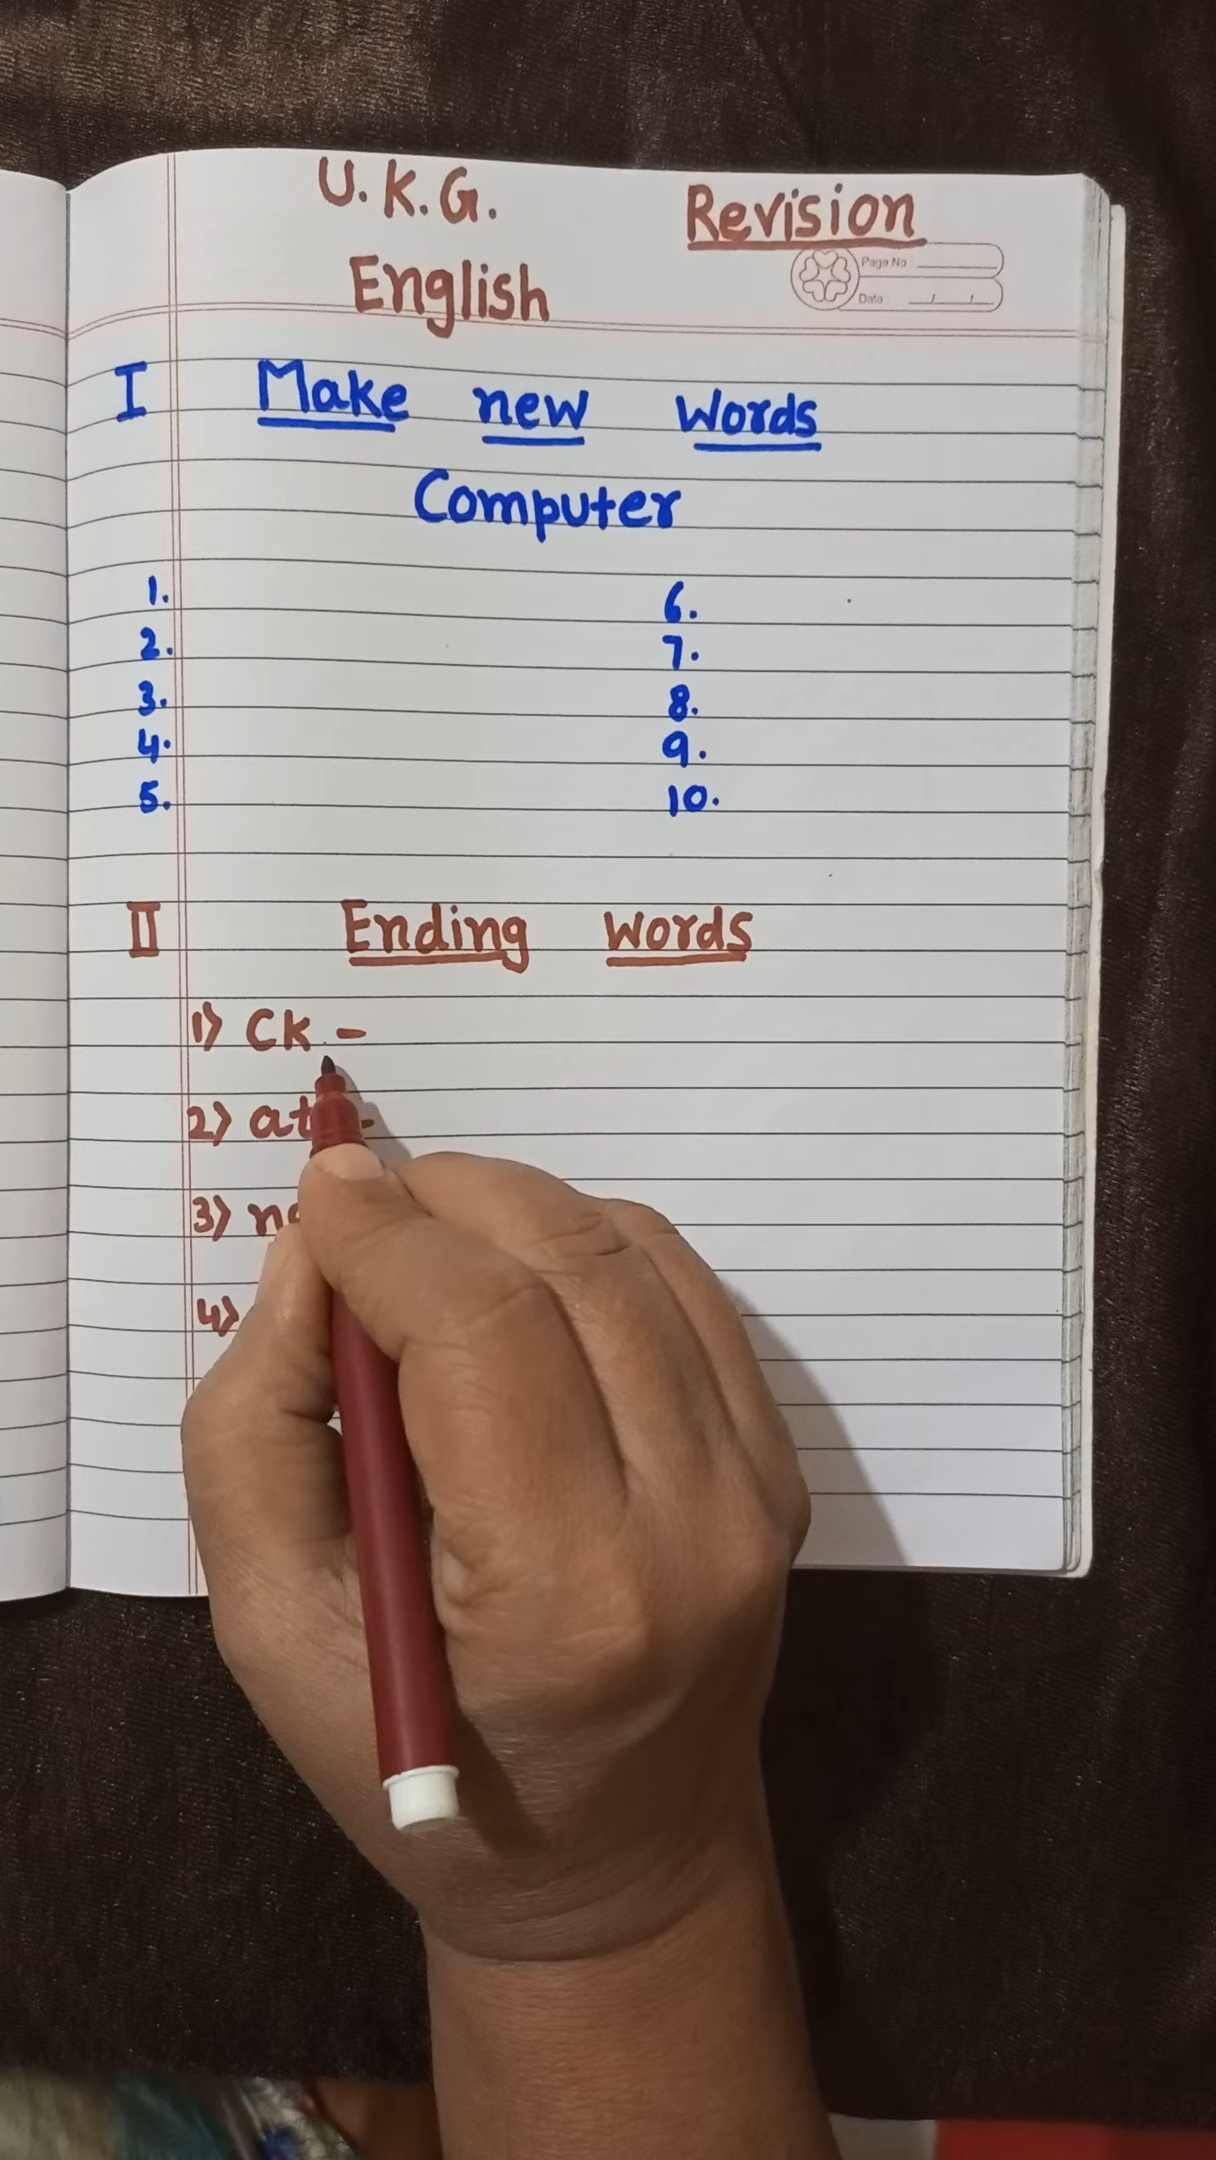 U.K.G.
Revision
English
Page No
Date
I Make new Words
Computer
1. 6.
2. 7.
3. 8.
4. 9.
5. 10.
II Ending words
1) Ck -
2) at -
3)
4)